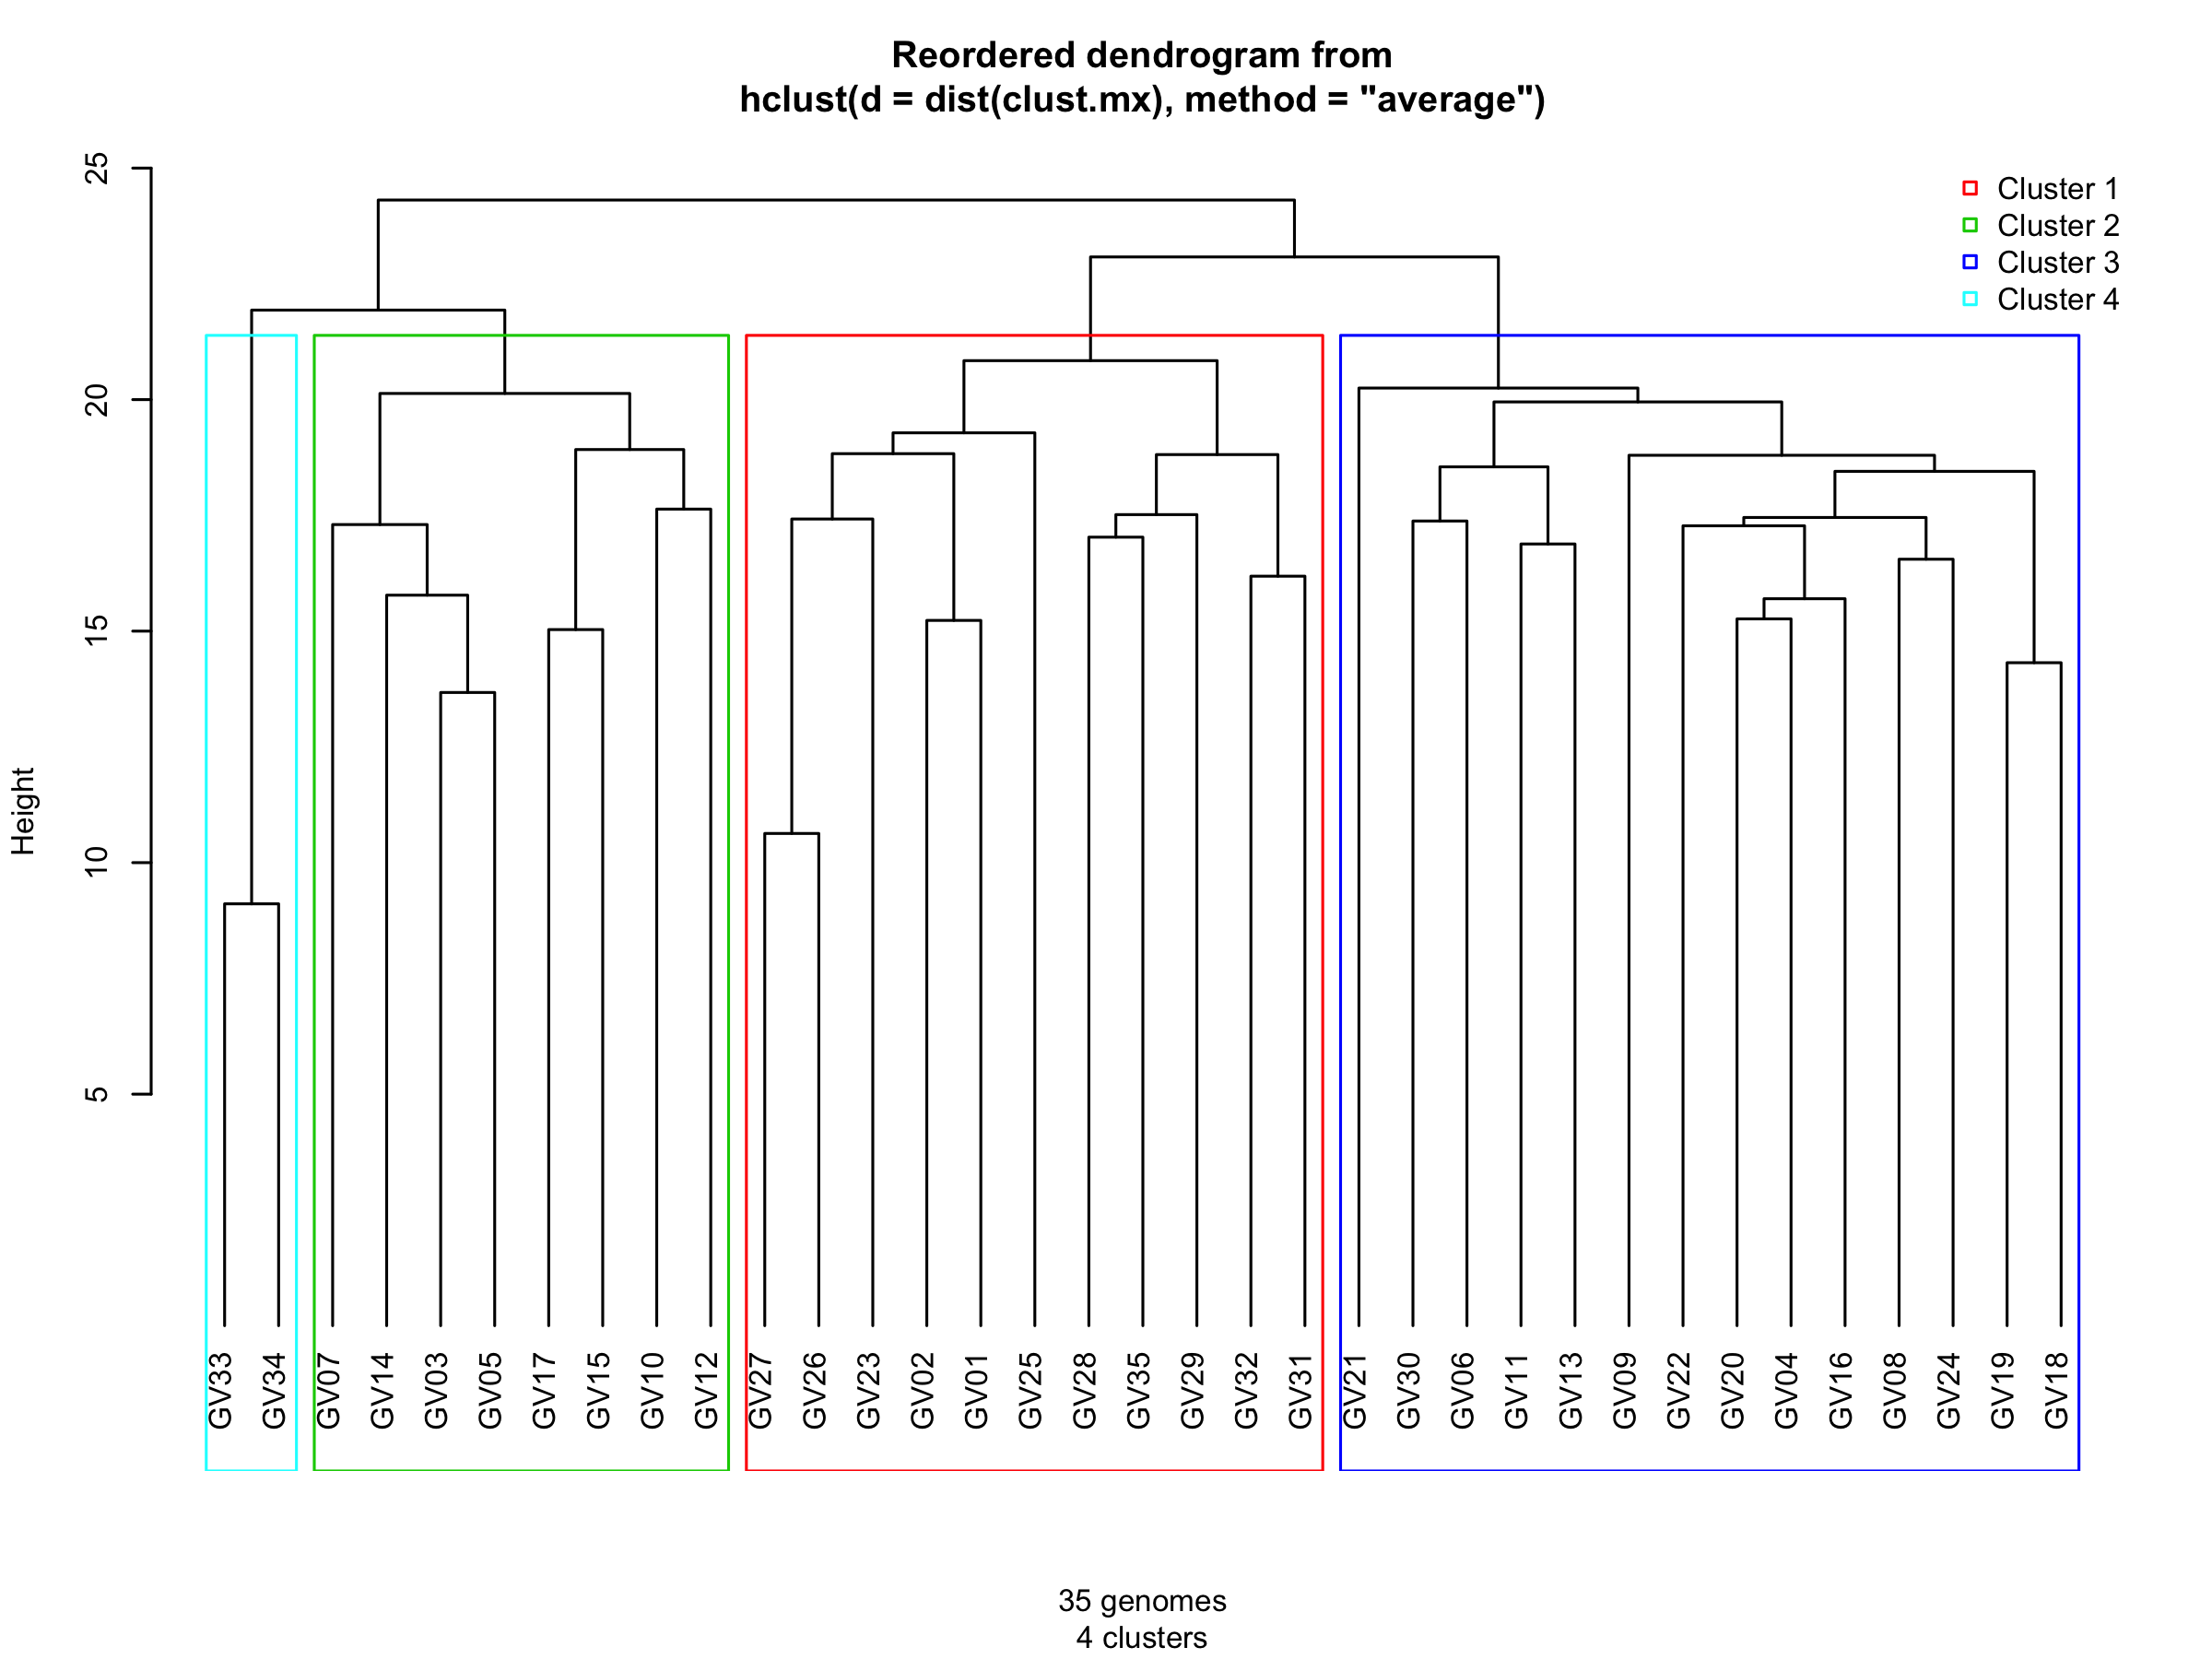 Reordered dendrogram from
hclust(d = dist(clust.mx), method = "average")
Cluster 1
Cluster 2
Cluster 3
Cluster 4
Height
25
20
15
10
5
GV33 GV34 GV07 GV14 GV03 GV05 GV17 GV15 GV10 GV12 GV27 GV26 GV23 GV02 GV01 GV25 GV28 GV35 GV29 GV32 GV31 GV21 GV30 GV06 GV11 GV13 GV09 GV22 GV20 GV04 GV16 GV08 GV24 GV19 GV18
35 genomes
4 clusters